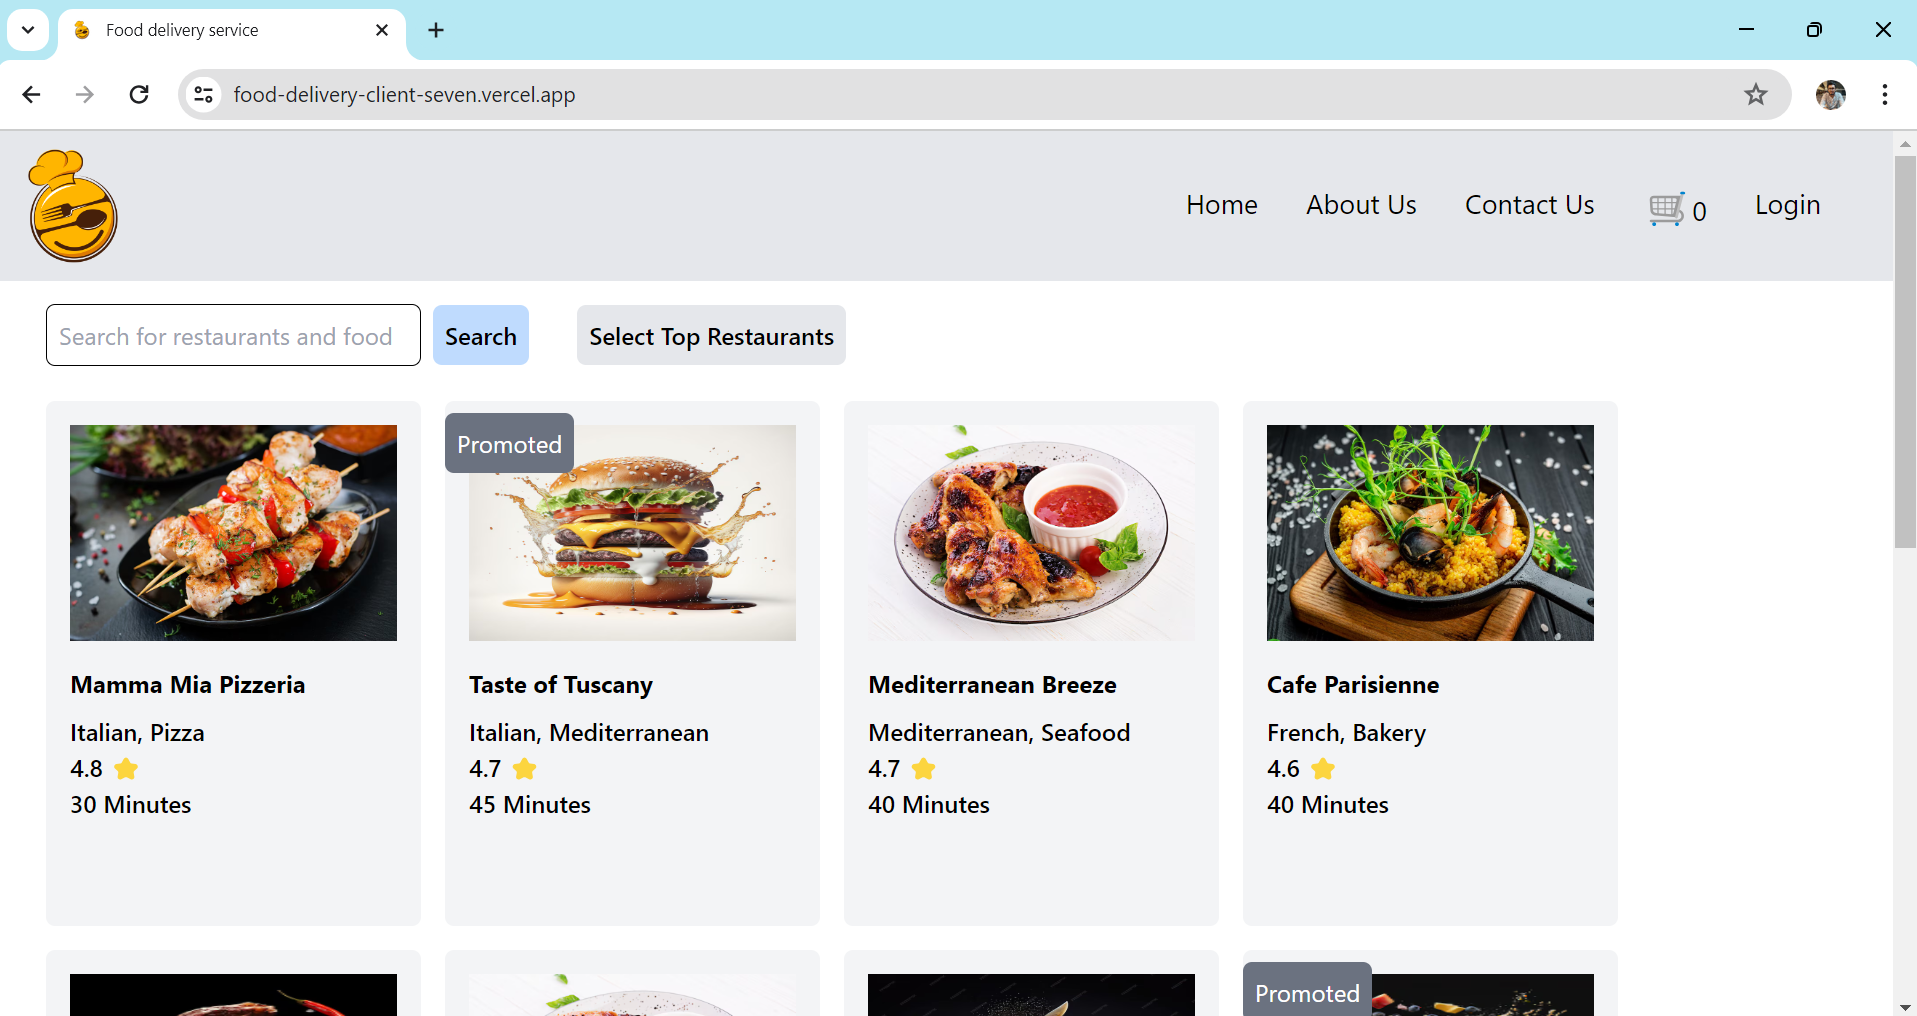 Food delivery service
food-delivery-client-seven.vercel.app
Home
About Us
Contact Us
0
Login
Search for restaurants and food
Search
Select Top Restaurants
Promoted
Mamma Mia Pizzeria
Italian, Pizza
4.8
30 Minutes
Taste of Tuscany
Italian, Mediterranean
4.7
45 Minutes
Mediterranean Breeze
Mediterranean, Seafood
4.7
40 Minutes
Cafe Parisienne
French, Bakery
4.6
40 Minutes
Promoted